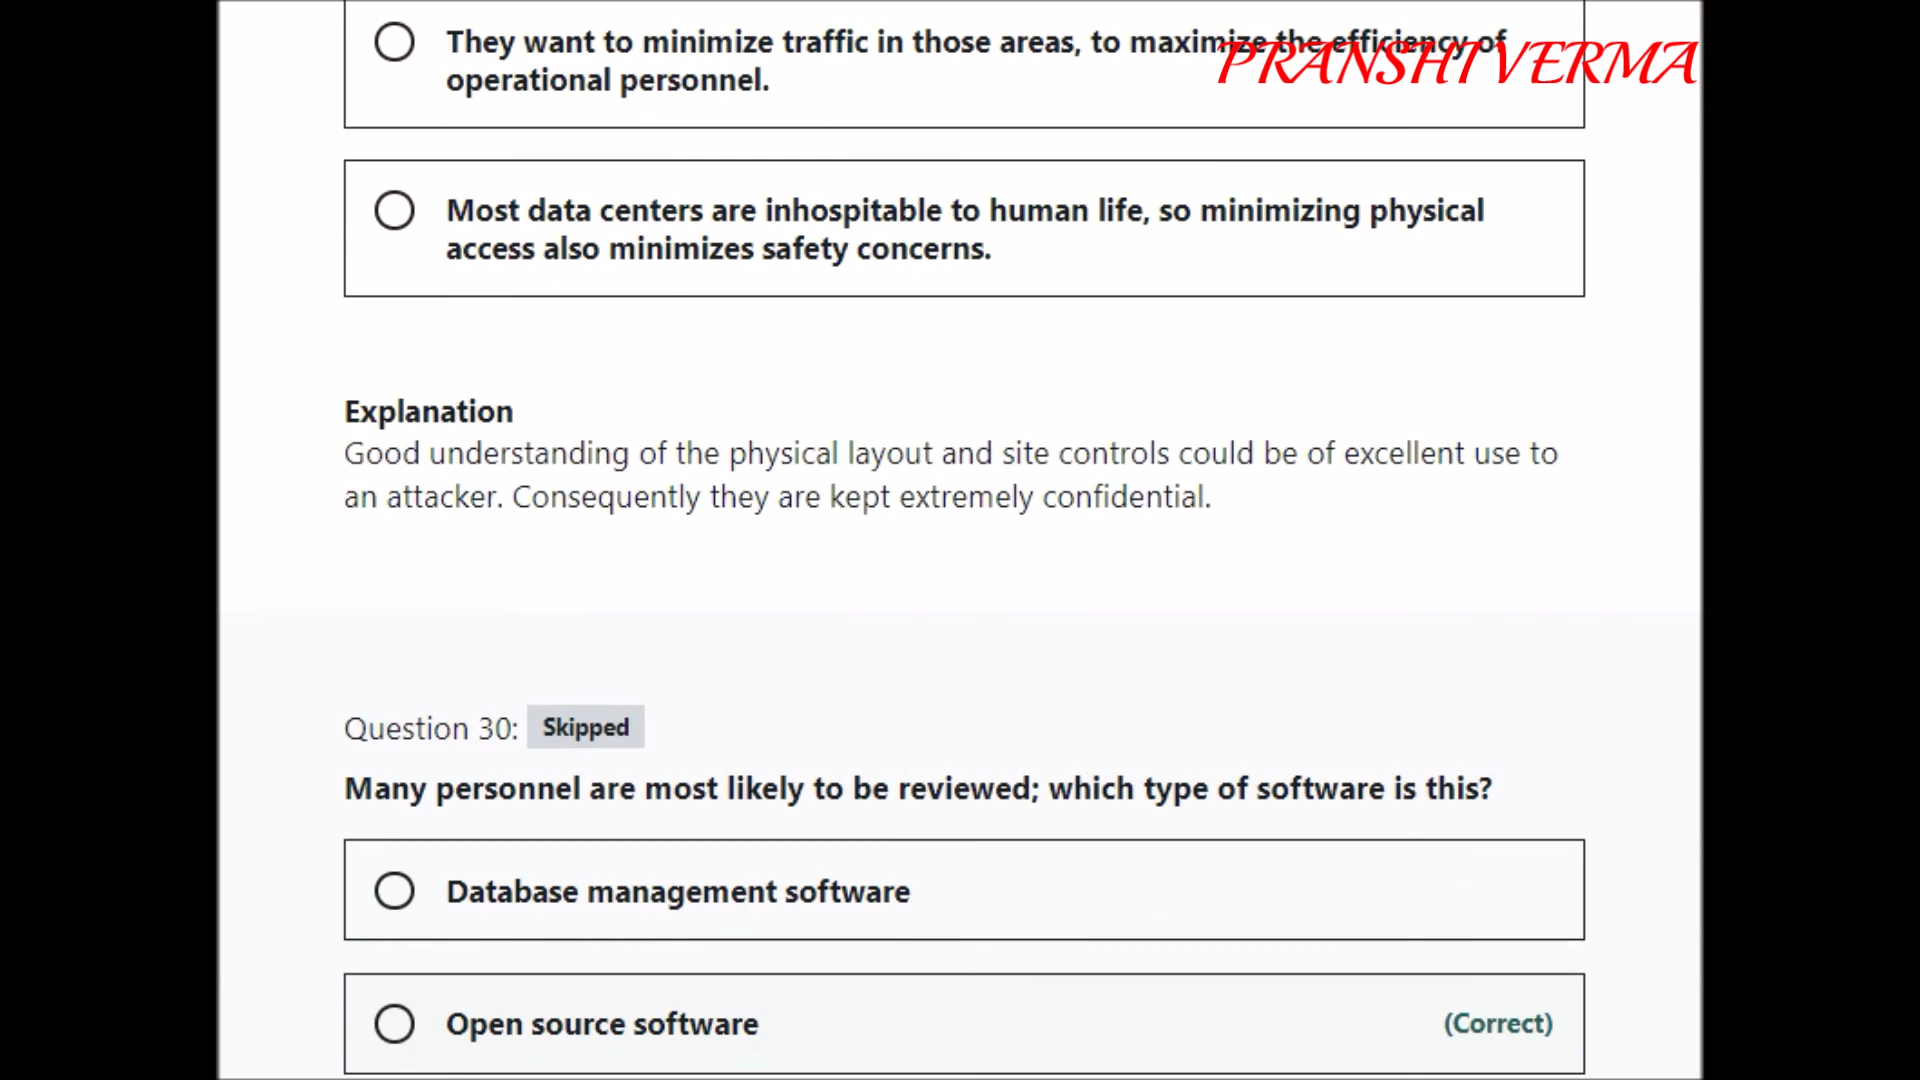 They want to minimize traffic in those areas, to maximize the efficiency of
operational personnel.
PRANSHI VERMA
Most data centers are inhospitable to human life, so minimizing physical
access also minimizes safety concerns.
Explanation
Good understanding of the physical layout and site controls could be of excellent use to
an attacker. Consequently they are kept extremely confidential.
Question 30: Skipped
Many personnel are most likely to be reviewed; which type of software is this?
Database management software
Open source software (Correct)